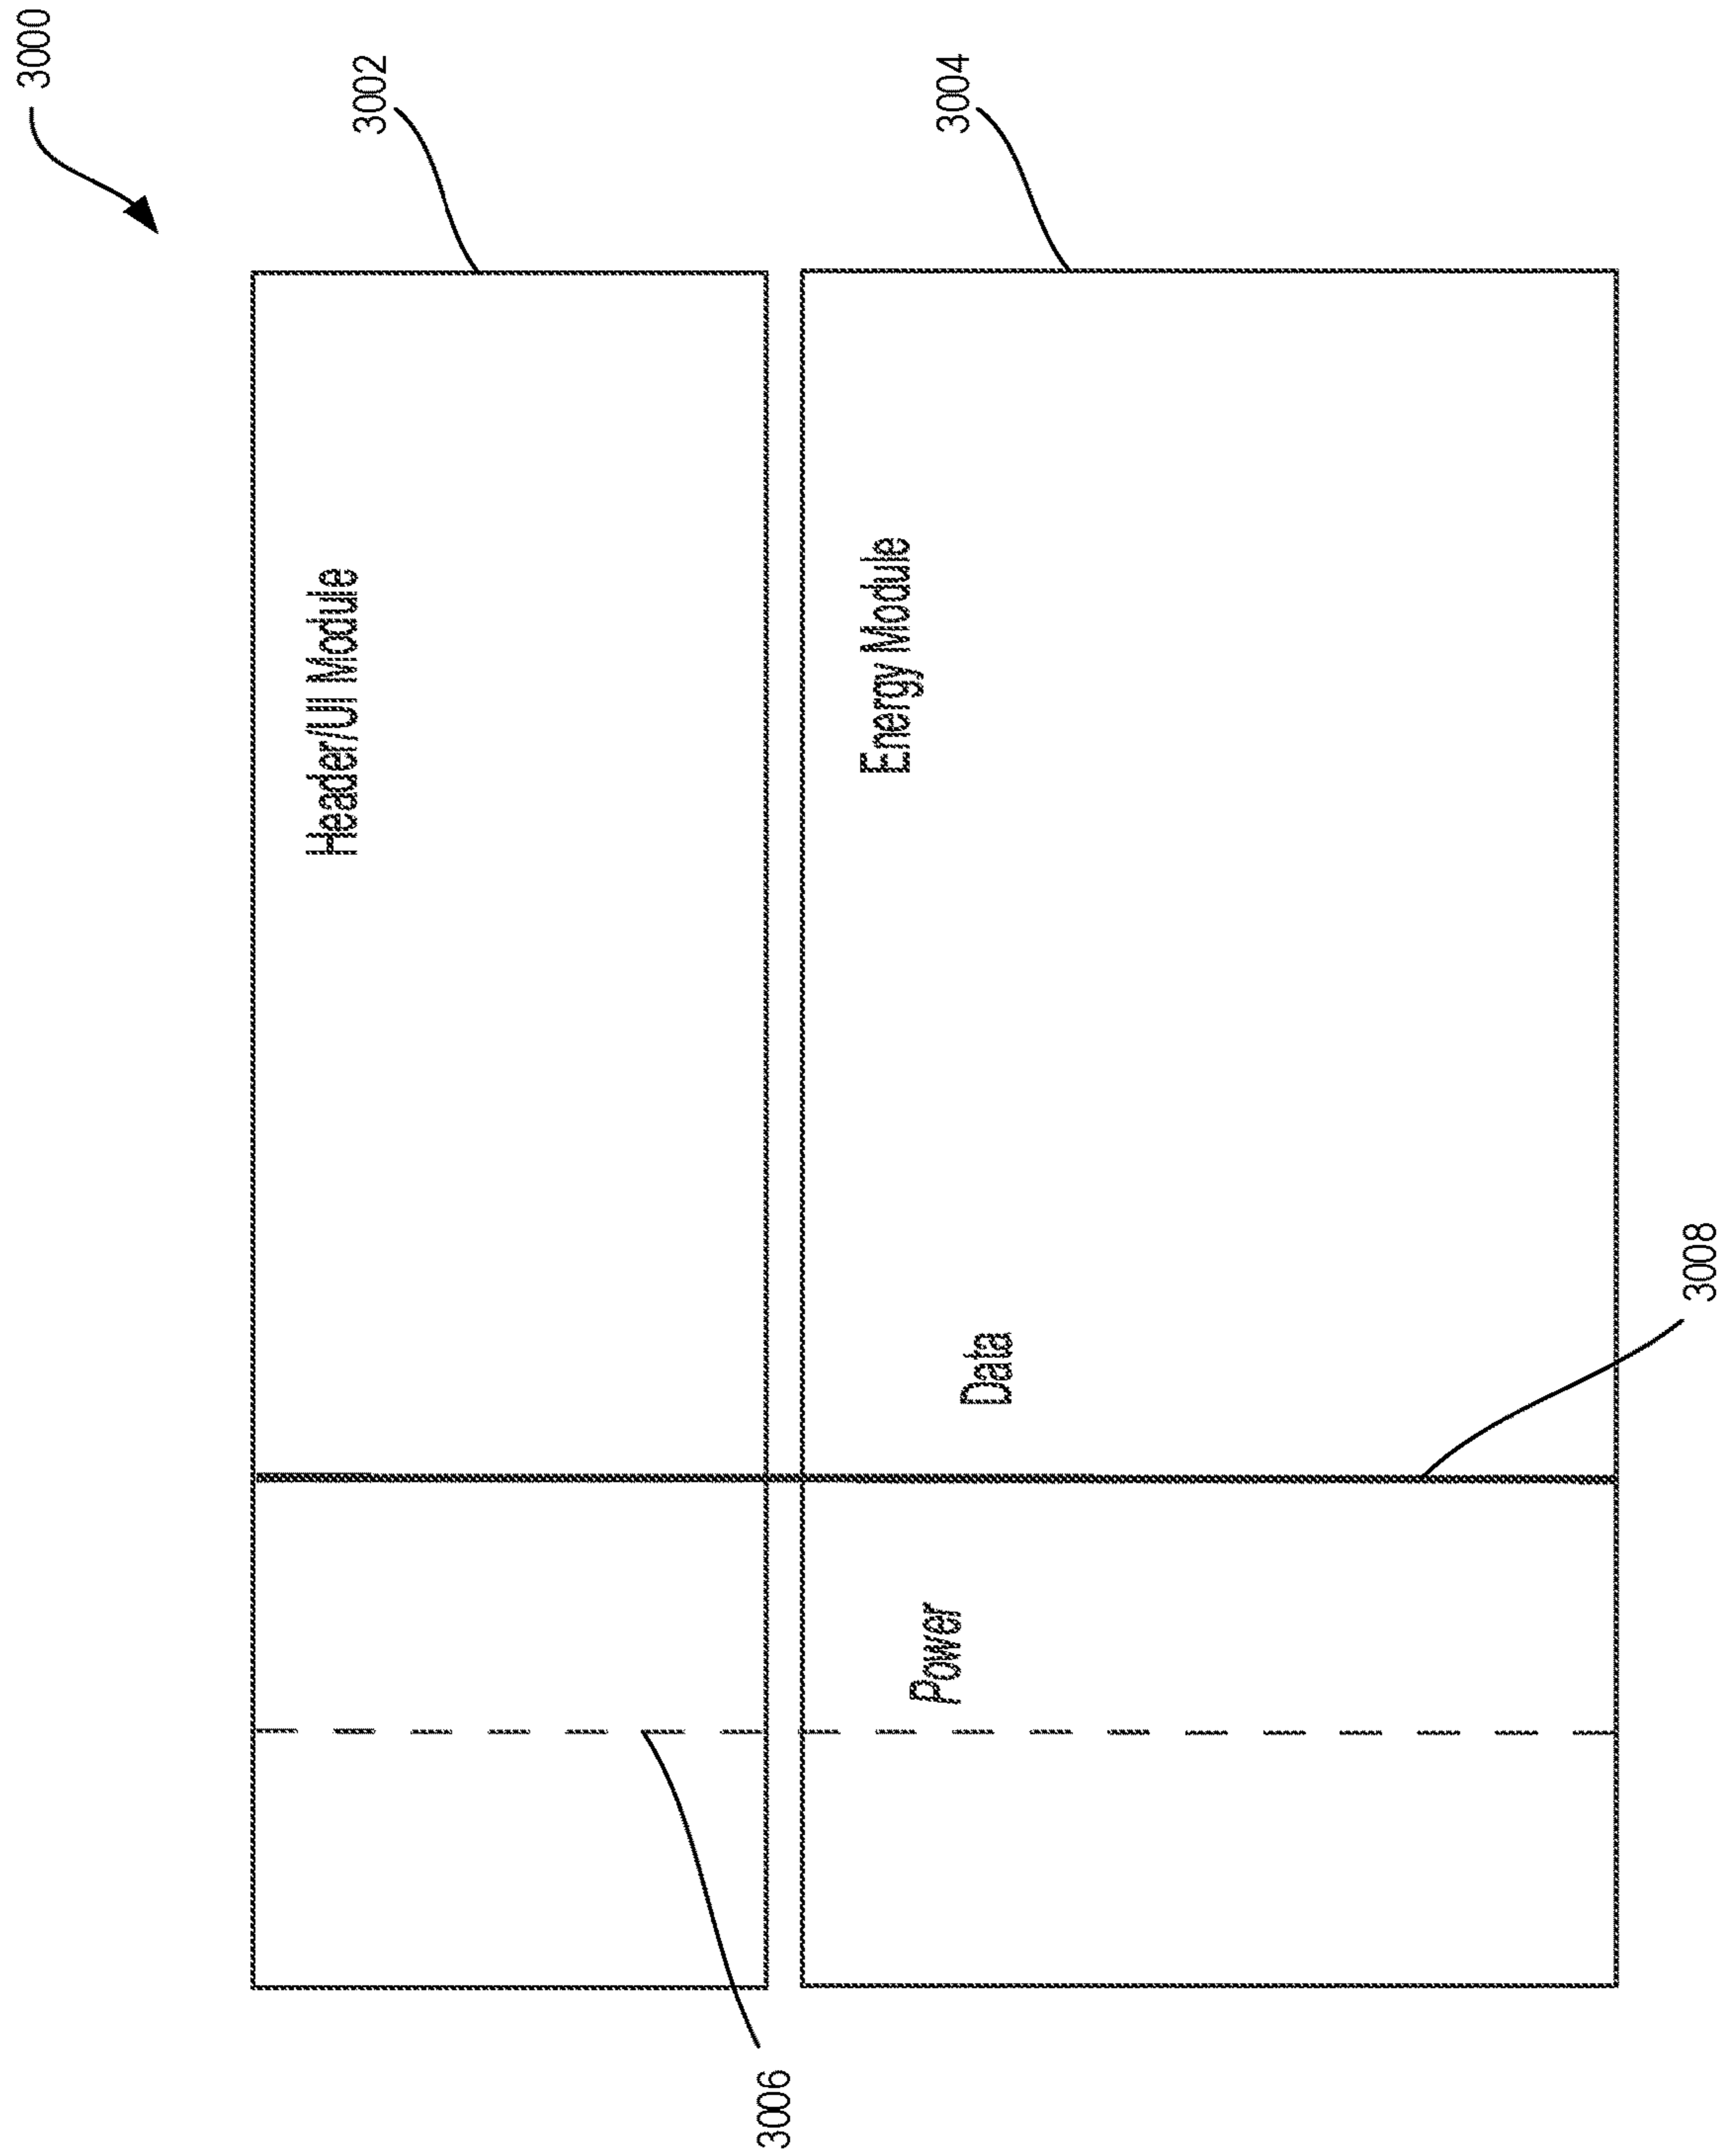 3000
3002
Header/UI Module
3004
Energy Module
Data
Power
3006
3008